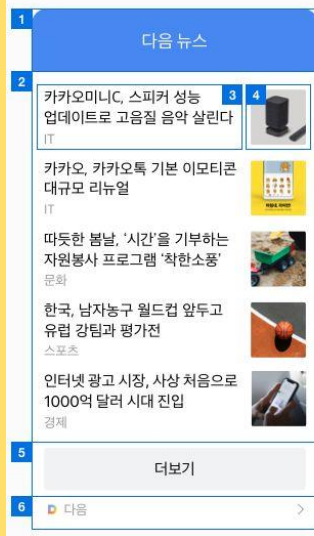 1
다음 뉴스
2
카카오미니C, 스피커 성능
업데이트로 고음질 음악 살린다
IT
3
4
카카오, 카카오톡 기본 이모티콘
대규모 리뉴얼
IT
따뜻한 봄날, ‘시간’을 기부하는
자원봉사 프로그램 ‘착한소풍’
문화
한국, 남자농구 월드컵 앞두고
유럽 강팀과 평가전
스포츠
인터넷 광고 시장, 사상 처음으로
1000억 달러 시대 진입
경제
5
더보기
6
다음